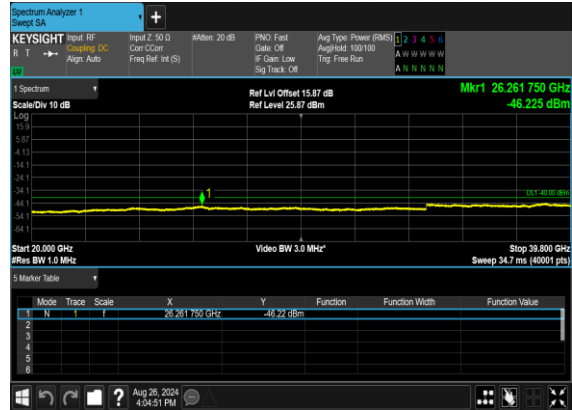 Spectrum Analyzer 1
Swept SA
+
KEYSIGHT Input: RF Input Z: 50 Ω #Atten: 20 dB PNO: Fast Avg Type: Power (RMS) 1 2 3 4 5 6
R T Coupling: DC Corr CCorr Gate: Off Avg|Hold: 100/100 A W W W W W
Align: Auto Freq Ref: Int (S) IF Gain: Low Trig: Free Run
Sig Track: Off A N N N N N
1 Spectrum Ref Lvl Offset 15.87 dB Mkr1 26.261 750 GHz
Scale/Div 10 dB Ref Level 25.87 dBm -46.225 dBm
Log
15.9
5.87
-4.13
-14.1
-24.1
-34.1
1
DL1 -40.00 dBm
-44.1
-54.1
-64.1
Start 20.000 GHz Video BW 3.0 MHz* Stop 39.800 GHz
#Res BW 1.0 MHz Sweep 34.7 ms (40001 pts)
5 Marker Table
Mode Trace Scale X Y Function Function Width Function Value
1 N 1 f 26.261 750 GHz -46.22 dBm
2
3
4
5
6
? Aug 26, 2024
4:04:51 PM